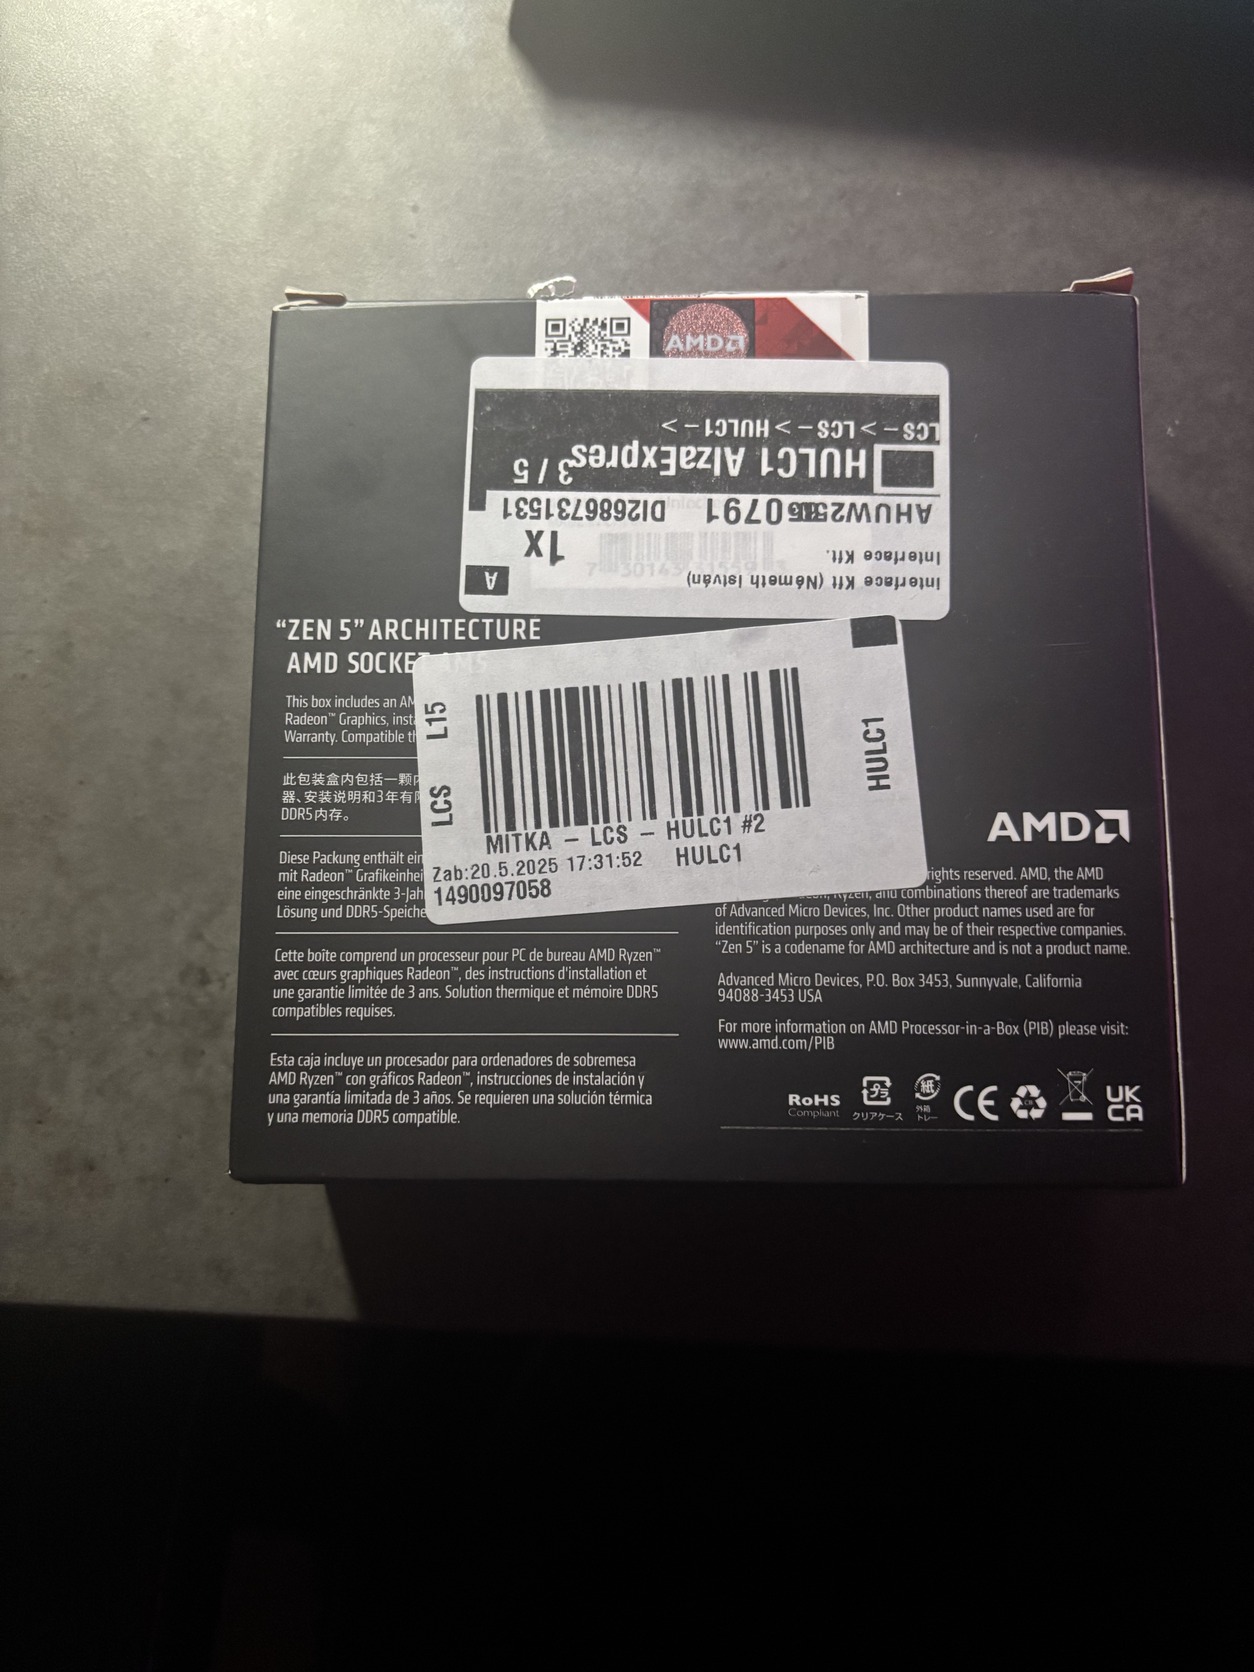 AMD
LCS -> LCS -> HULC1 ->
HULC1 AlzaExpres
3 / 5
0791
DI2686731531
1x
Interface Kft.
Interface Kft (Németh István)
A
"ZEN 5" ARCHITECTURE
AMD SOCKET AM5
This box includes an AM
Radeon™ Graphics, inst
Warranty. Compatible th
此包装盒内包括一颗
器、安装说明和3年有
DDR5内存。
Diese Packung enthält ein
mit Radeon™ Grafikeinhei
eine eingeschränkte 3-Jah
Lösung und DDR5-Speiche
Cette boîte comprend un processeur pour PC de bureau AMD Ryzen™
avec cœurs graphiques Radeon™, des instructions d'installation et
une garantie limitée de 3 ans. Solution thermique et mémoire DDR5
compatibles requises.
Esta caja incluye un procesador para ordenadores de sobremesa
AMD Ryzen™ con gráficos Radeon™, instrucciones de instalación y
una garantía limitada de 3 años. Se requieren una solución térmica
y una memoria DDR5 compatible.
LCS L15
HULC1
MITKA - LCS - HULC1 #2
Zab:20.5.2025 17:31:52 HULC1
1490097058
AMD
rights reserved. AMD, the AMD
Ryzen, and combinations thereof are trademarks
of Advanced Micro Devices, Inc. Other product names used are for
identification purposes only and may be of their respective companies.
"Zen 5" is a codename for AMD architecture and is not a product name.
Advanced Micro Devices, P.O. Box 3453, Sunnyvale, California
94088-3453 USA
For more information on AMD Processor-in-a-Box (PIB) please visit:
www.amd.com/PIB
RoHS
Compliant
プラ
クリアケース
紙
外箱
トレー
CE
UK
CA